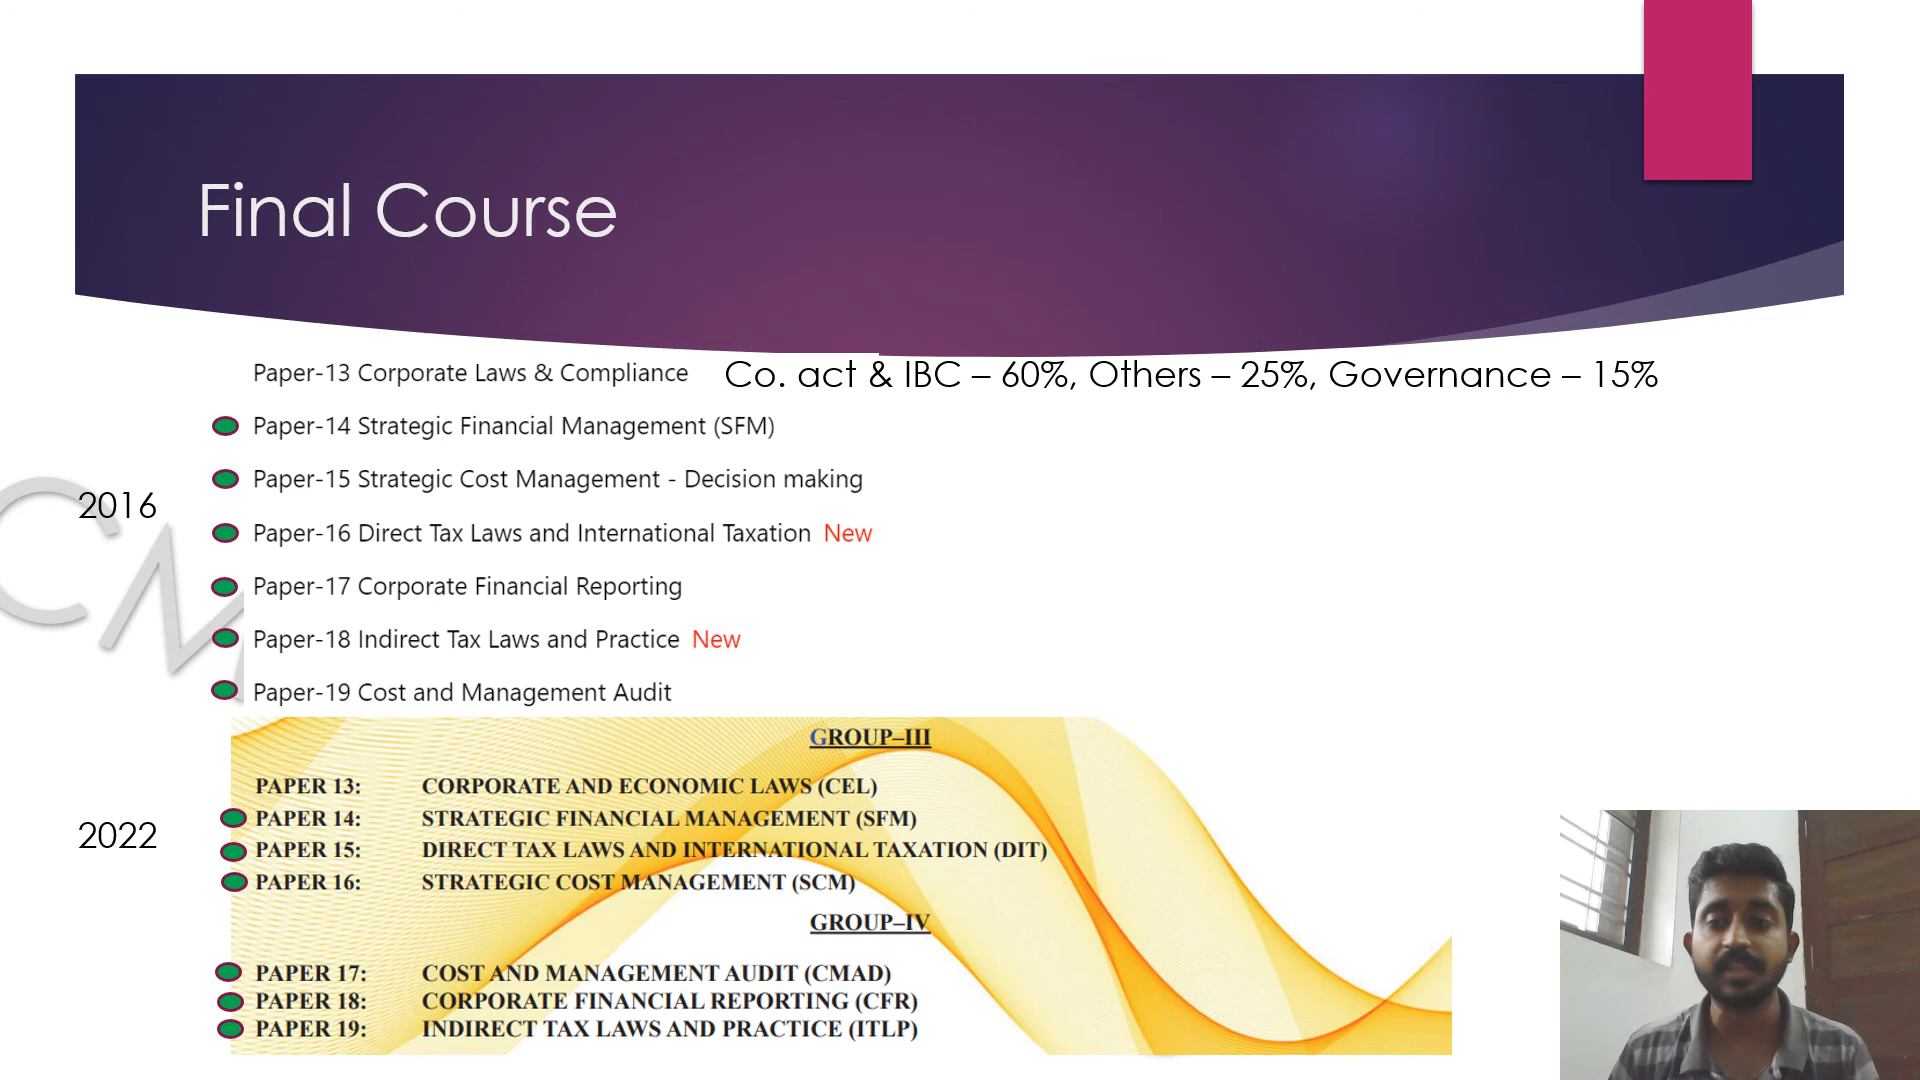 Final Course
Paper-13 Corporate Laws & Compliance Co. act & IBC – 60%, Others – 25%, Governance – 15%
Paper-14 Strategic Financial Management (SFM)
Paper-15 Strategic Cost Management - Decision making
2016
Paper-16 Direct Tax Laws and International Taxation New
Paper-17 Corporate Financial Reporting
CM
Paper-18 Indirect Tax Laws and Practice New
Paper-19 Cost and Management Audit
GROUP–III
PAPER 13: CORPORATE AND ECONOMIC LAWS (CEL)
PAPER 14: STRATEGIC FINANCIAL MANAGEMENT (SFM)
2022
PAPER 15: DIRECT TAX LAWS AND INTERNATIONAL TAXATION (DIT)
PAPER 16: STRATEGIC COST MANAGEMENT (SCM)
GROUP–IV
PAPER 17: COST AND MANAGEMENT AUDIT (CMAD)
PAPER 18: CORPORATE FINANCIAL REPORTING (CFR)
PAPER 19: INDIRECT TAX LAWS AND PRACTICE (ITLP)